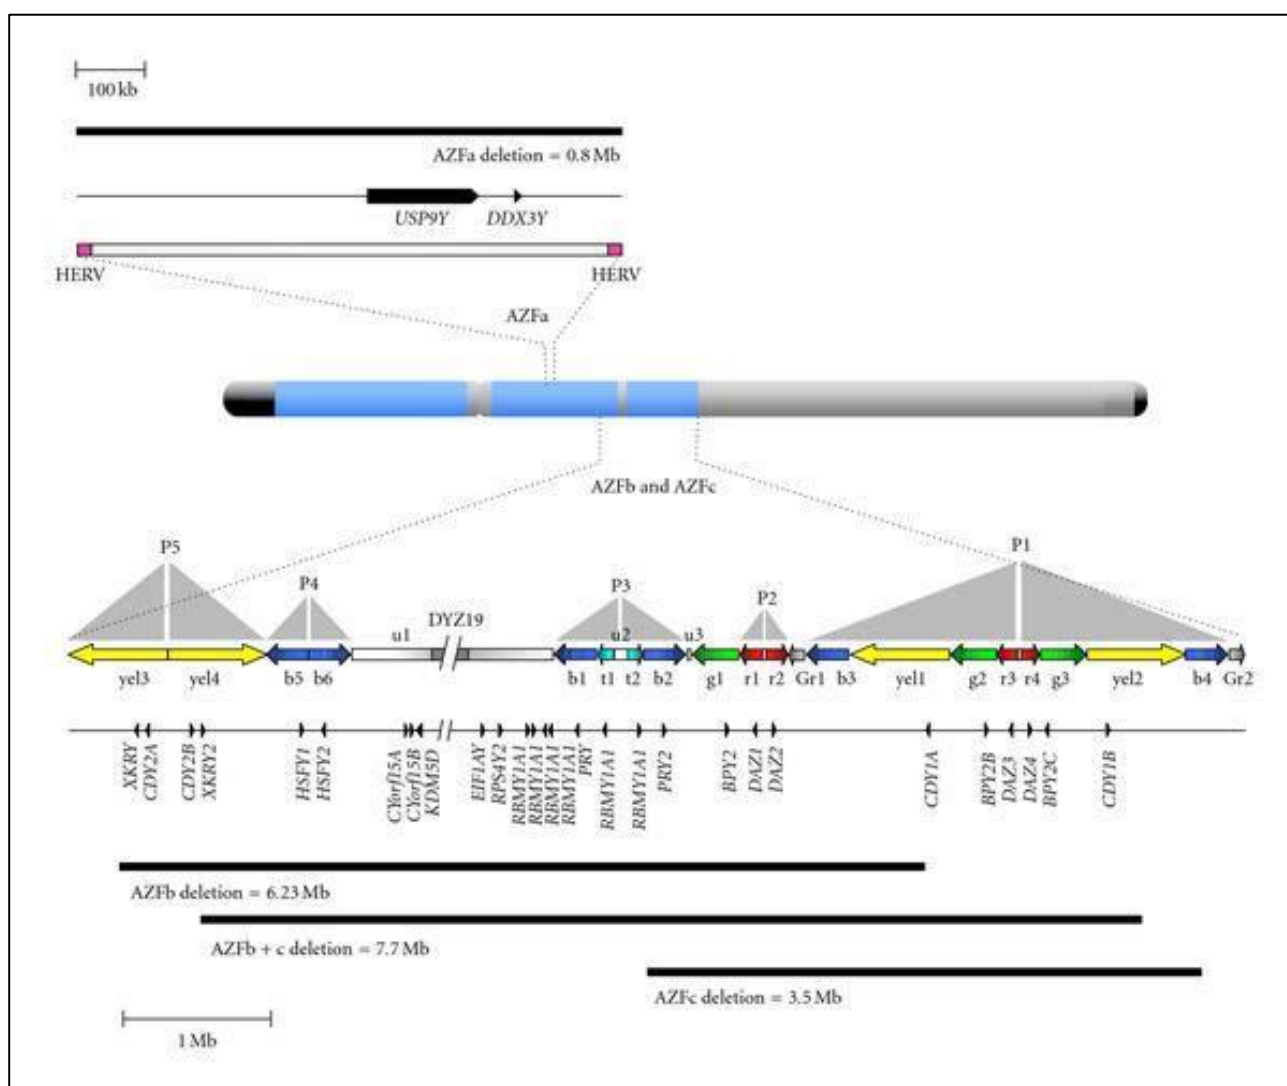 100 kb
AZFa deletion = 0.8 Mb
USP9Y DDX3Y
HERV HERV
AZFa
AZFb and AZFc
P5 P4 P3 P2 P1
DYZ19
u1 u2 u3
yel3 yel4 b5 b6 b1 t1 t2 b2 g1 r1 r2 Gr1 b3 yel1 g2 r3 r4 g3 yel2 b4 Gr2
XKRY
CDY2A
CDY2B
XKRY2
HSFY1
HSFY2
CYorf15A
CYorf15B
KDM5D
EIF1AY
RPS4Y2
RBMY1A1
RBMY1A1
RBMY1A1
RBMY1A1
PRY
RBMY1A1
RBMY1A1
PRY2
BPY2
DAZ1
DAZ2
CDY1A
BPY2B
DAZ3
DAZ4
BPY2C
CDY1B
AZFb deletion = 6.23 Mb
AZFb + c deletion = 7.7 Mb
AZFc deletion = 3.5 Mb
1 Mb